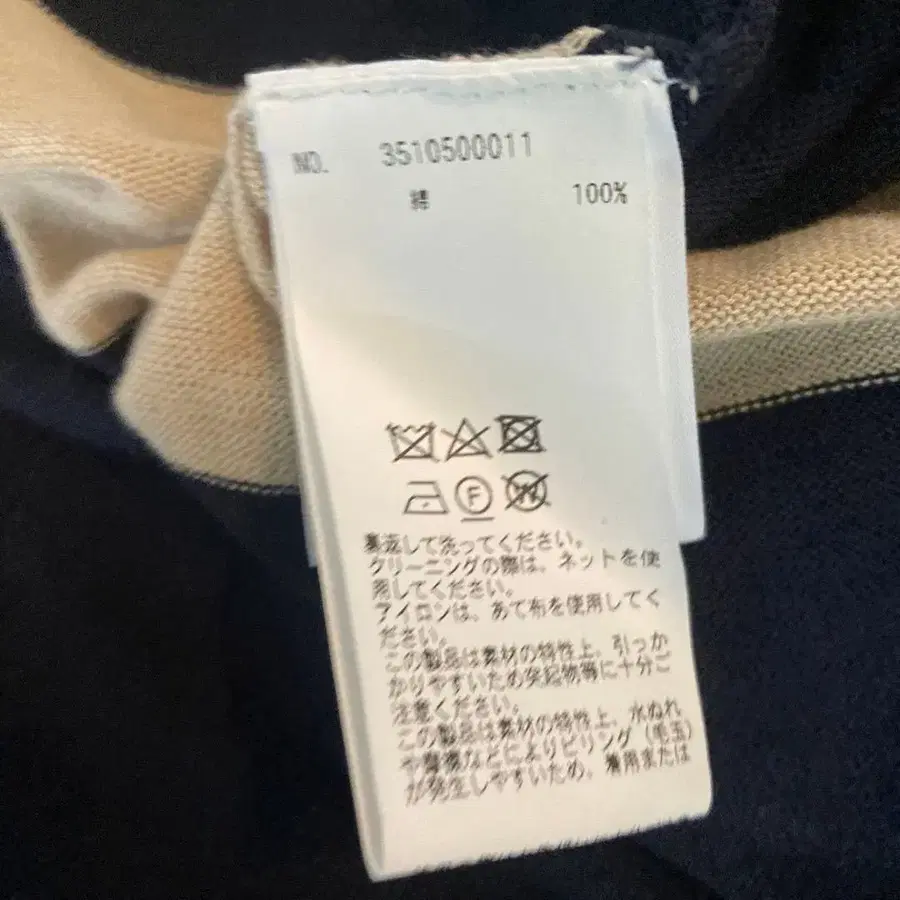 NO. 3510500011
綿 100%
F
W
裏返して洗ってください。
クリーニングの際は、ネットを使
用してください。
アイロンは、あて布を使用してく
ださい。
この製品は素材の特性上、引っか
かりやすいため突起物等に十分ご
注意ください。
この製品は素材の特性上、水ぬれ
や摩擦などによりピリング(毛玉)
が発生しやすいため、着用または